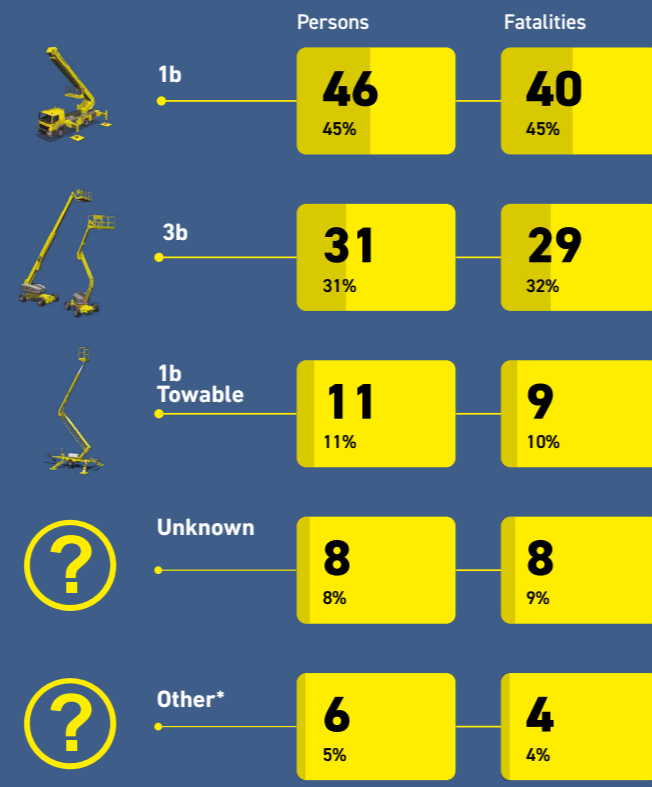 Persons Fatalities
1b
46 40
45% 45%
3b
31 29
31% 32%
1b
Towable
11 9
11% 10%
?
Unknown
8 8
8% 9%
?
Other*
6 4
5% 4%